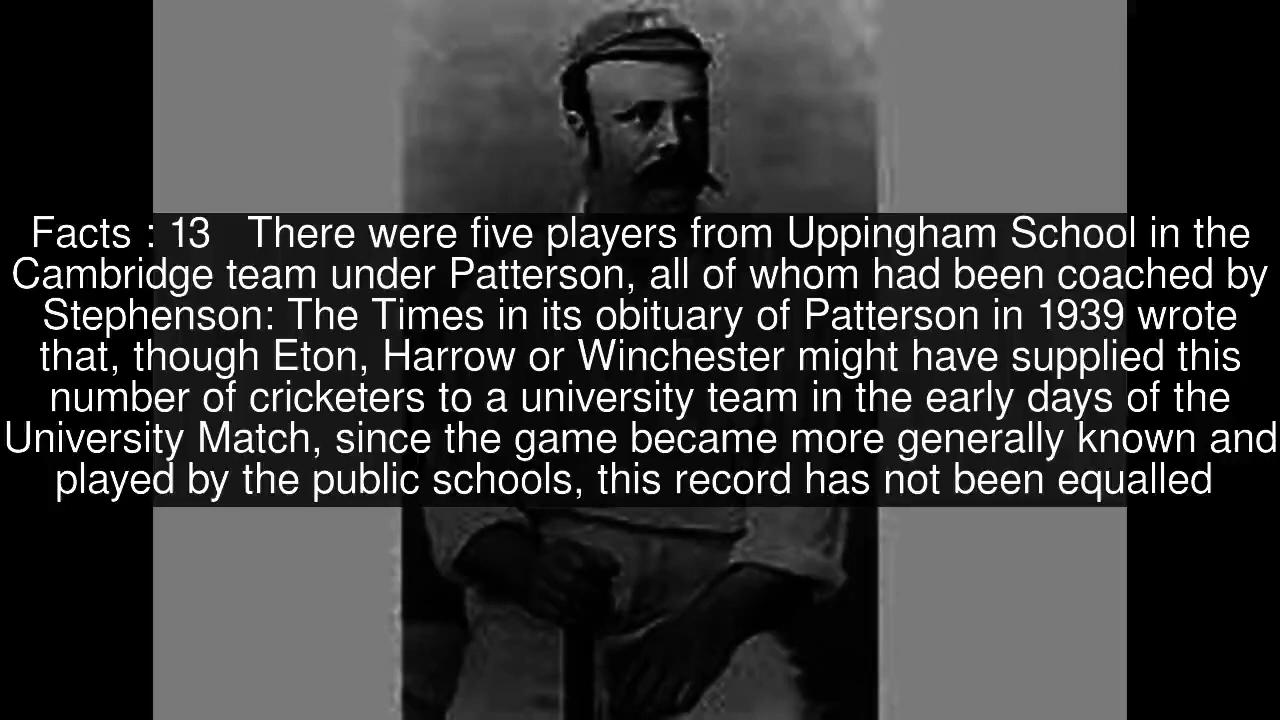 Facts : 13   There were five players from Uppingham School in the
Cambridge team under Patterson, all of whom had been coached by
Stephenson: The Times in its obituary of Patterson in 1939 wrote
that, though Eton, Harrow or Winchester might have supplied this
number of cricketers to a university team in the early days of the
University Match, since the game became more generally known and
played by the public schools, this record has not been equalled